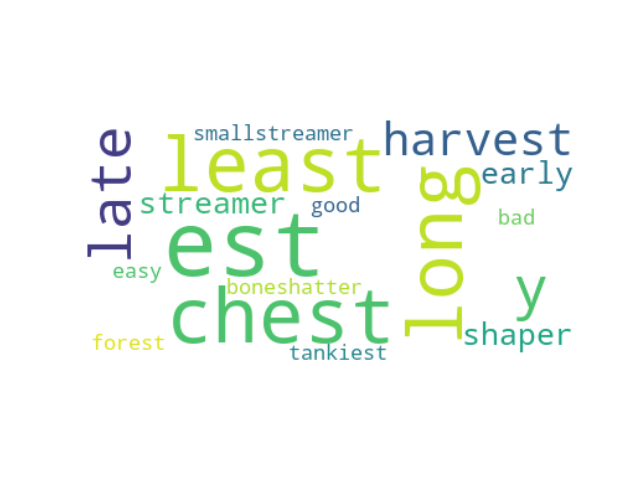 smallstreamer
harvest
least
late
early
long
streamer
good
bad
est
easy
boneshatter
y
chest
shaper
forest
tankiest